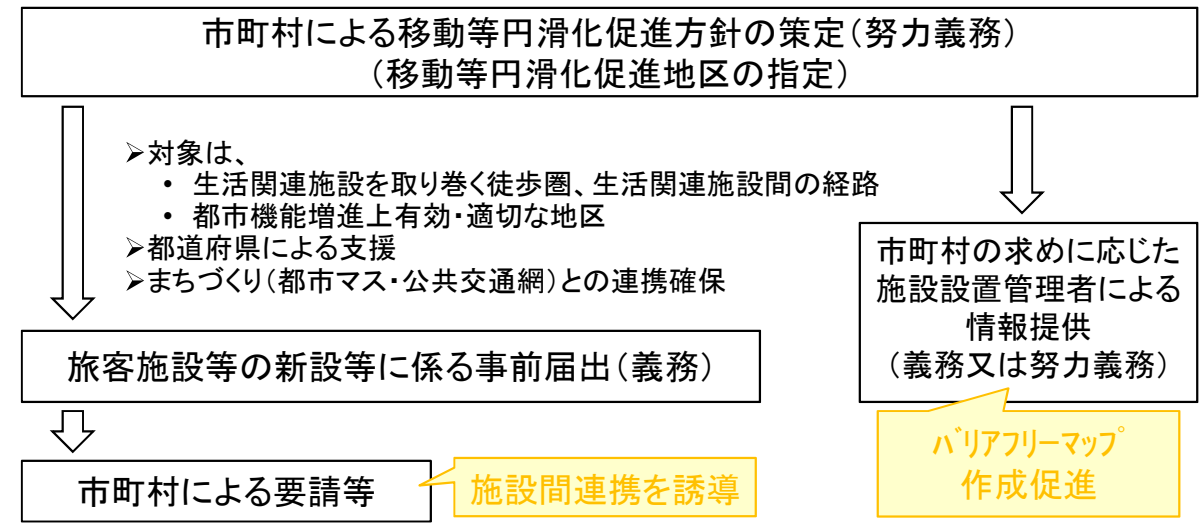 市町村による移動等円滑化促進方針の策定（努力義務）
（移動等円滑化促進地区の指定）
➢対象は、
• 生活関連施設を取り巻く徒歩圏、生活関連施設間の経路
• 都市機能増進上有効・適切な地区
➢都道府県による支援
➢まちづくり（都市マス・公共交通網）との連携確保
旅客施設等の新設等に係る事前届出（義務）
市町村による要請等
施設間連携を誘導
市町村の求めに応じた
施設設置管理者による
情報提供
（義務又は努力義務）
ﾊﾞﾘｱﾌﾘｰﾏｯﾌﾟ
作成促進